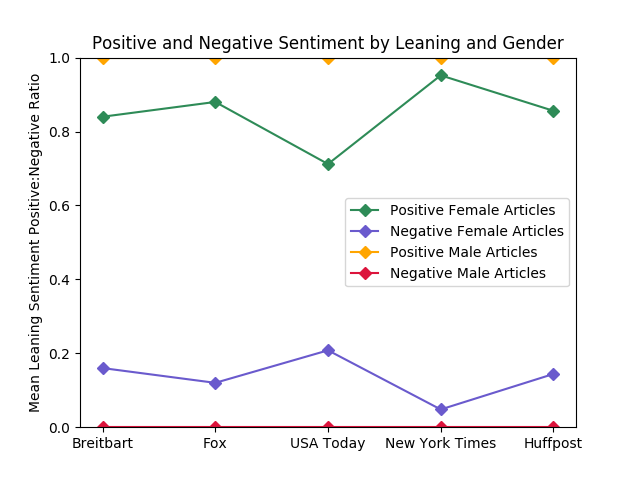 Positive and Negative Sentiment by Leaning and Gender
Mean Leaning Sentiment Positive:Negative Ratio
1.0
0.8
0.6
0.4
0.2
0.0
Positive Female Articles
Negative Female Articles
Positive Male Articles
Negative Male Articles
Breitbart
Fox
USA Today
New York Times
Huffpost